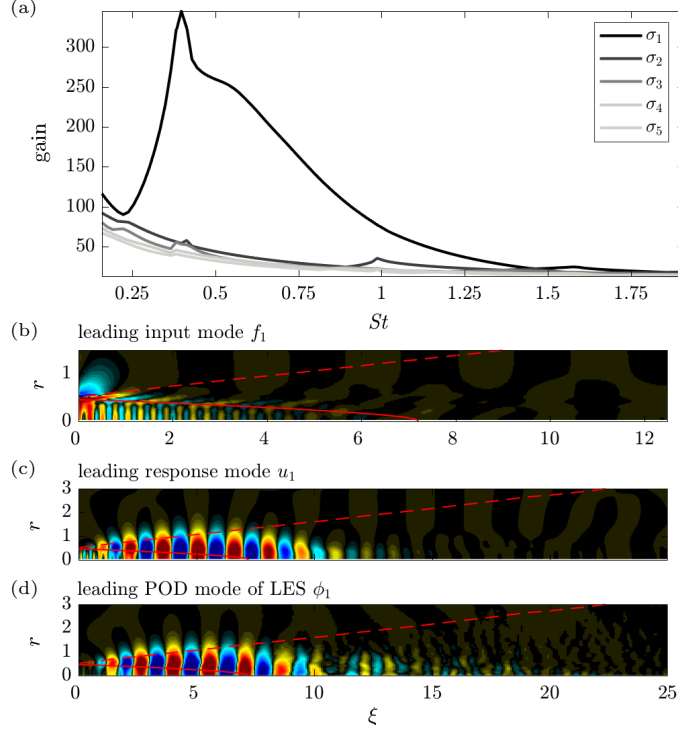 (a)
300
250
200
150
100
50
gain
σ1
σ2
σ3
σ4
σ5
0.25 0.5 0.75 1 1.25 1.5 1.75
St
(b) leading input mode f1
1
0
r
0 2 4 6 8 10 12
(c) leading response mode u1
3
2
1
0
r
(d) leading POD mode of LES ϕ1
3
2
1
0
r
0 5 10 15 20 25
ξ